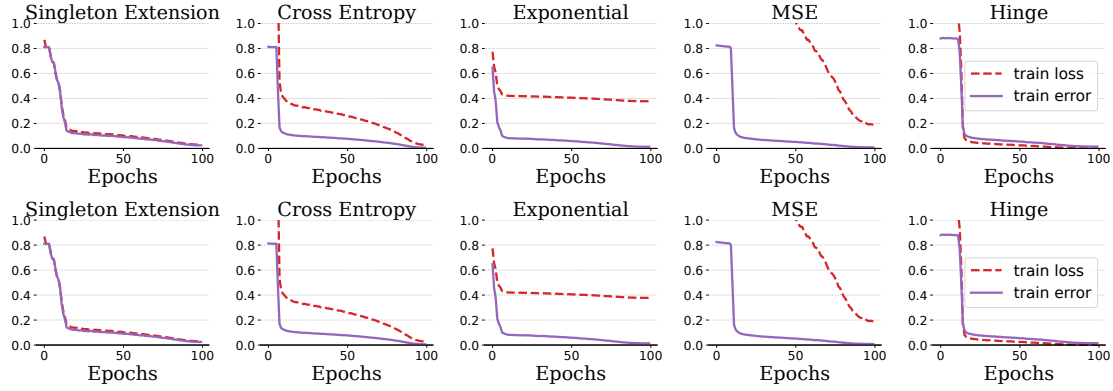 Singleton Extension Cross Entropy Exponential MSE Hinge
1.0 1.0 1.0 1.0 1.0
0.8 0.8 0.8 0.8 0.8
0.6 0.6 0.6 0.6 0.6 train loss
0.4 0.4 0.4 0.4 0.4 train error
0.2 0.2 0.2 0.2 0.2
0.0 0.0 0.0 0.0 0.0
0 50 100 0 50 100 0 50 100 0 50 100 0 50 100
Epochs Epochs Epochs Epochs Epochs
Singleton Extension Cross Entropy Exponential MSE Hinge
1.0 1.0 1.0 1.0 1.0
0.8 0.8 0.8 0.8 0.8
0.6 0.6 0.6 0.6 0.6 train loss
0.4 0.4 0.4 0.4 0.4 train error
0.2 0.2 0.2 0.2 0.2
0.0 0.0 0.0 0.0 0.0
0 50 100 0 50 100 0 50 100 0 50 100 0 50 100
Epochs Epochs Epochs Epochs Epochs